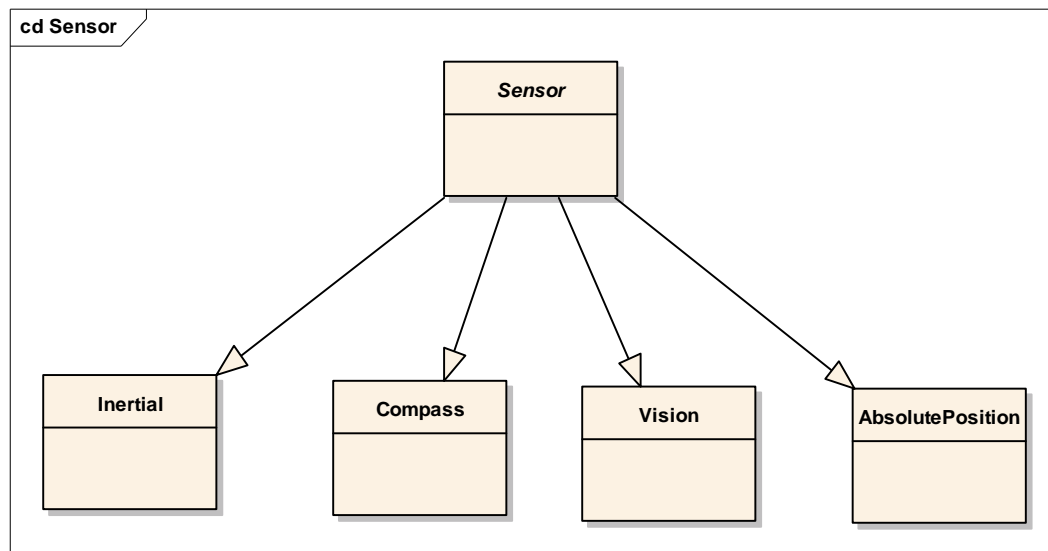 cd Sensor
Sensor
Inertial
Compass
Vision
AbsolutePosition